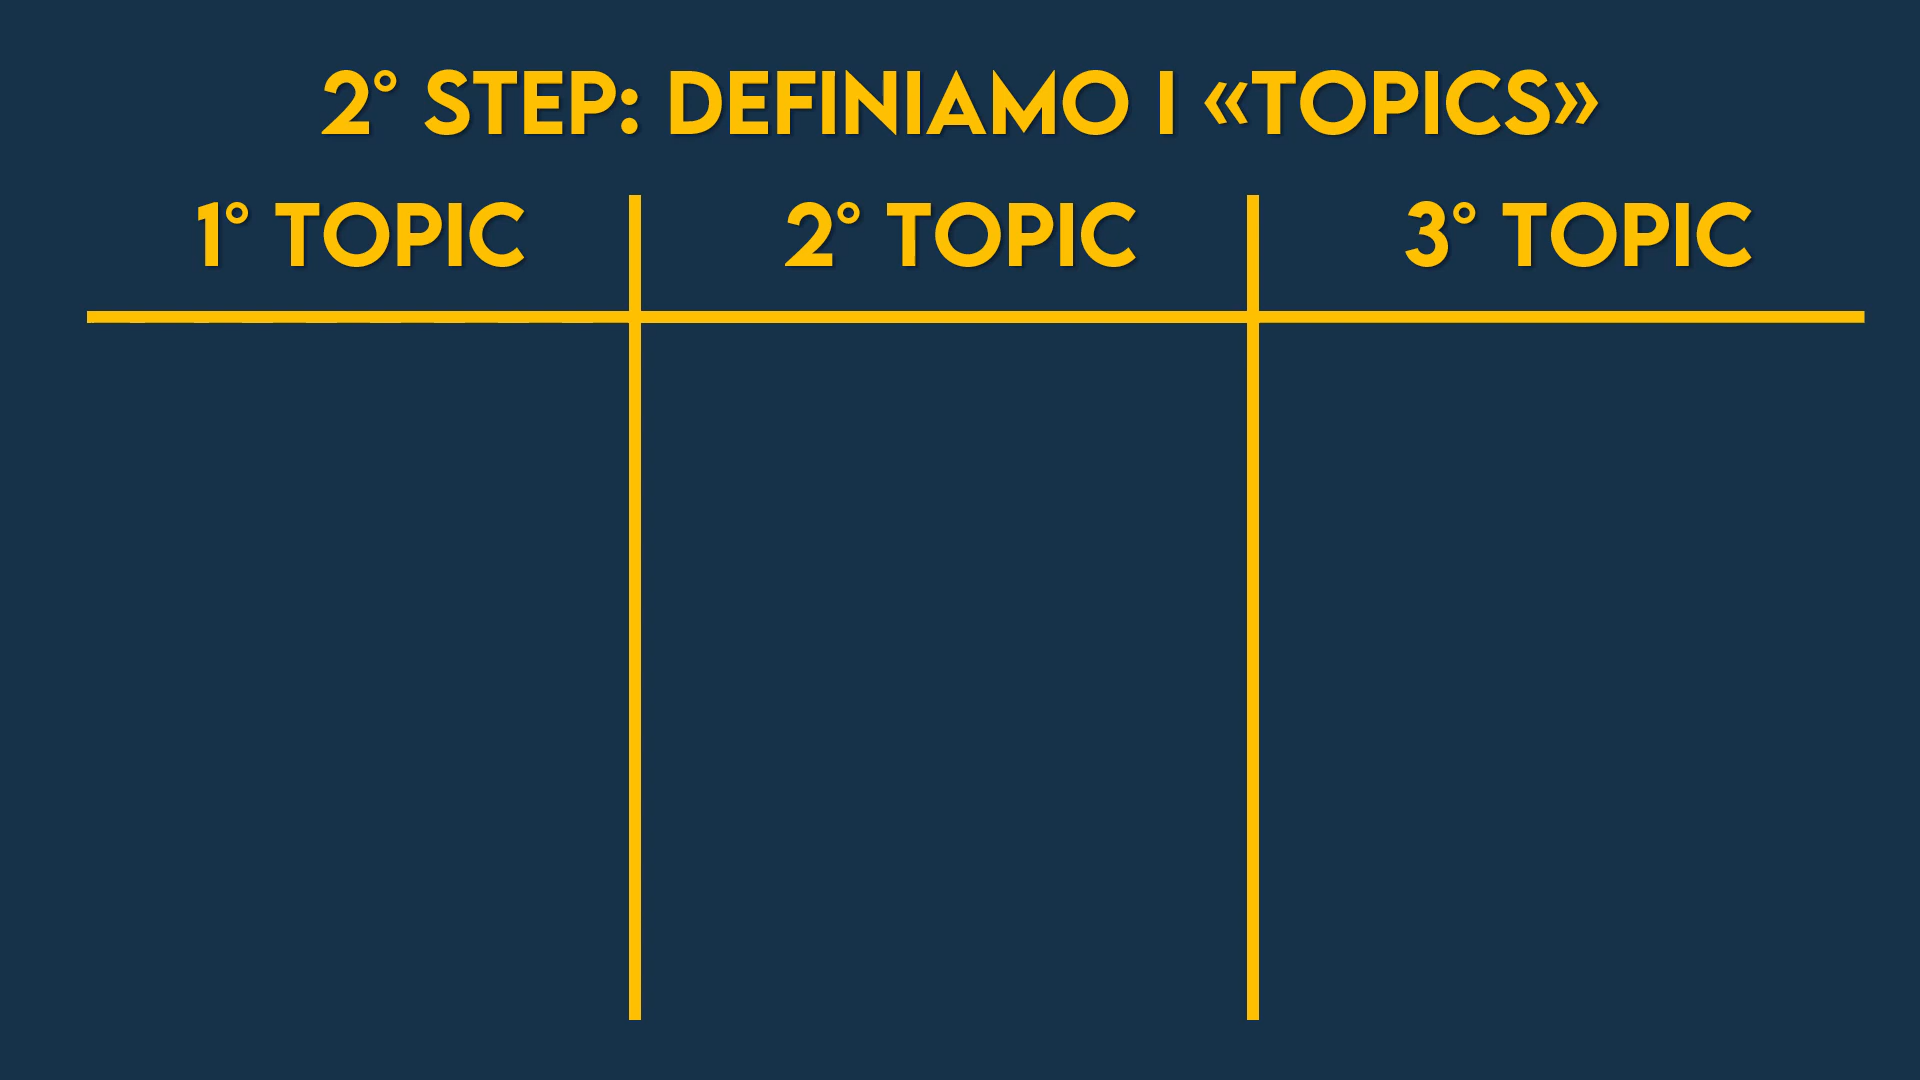 2° STEP: DEFINIAMO I «TOPICS»
1° TOPIC
2° TOPIC
3° TOPIC